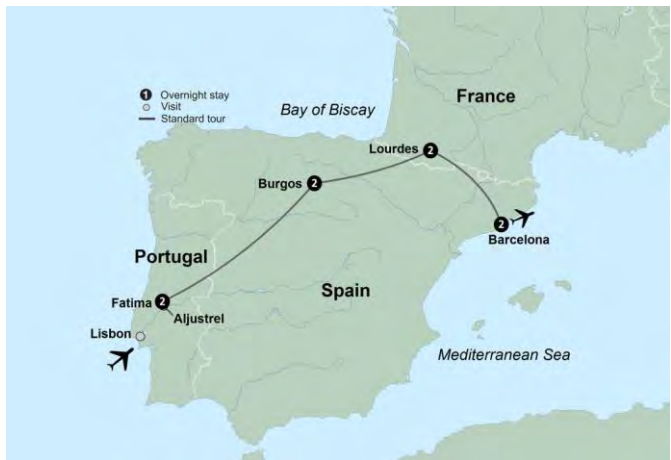 1 Overnight stay
Visit
Standard tour
Bay of Biscay
France
Lourdes 2
Burgos 2
2
Barcelona
Portugal
Spain
Fatima 2
Aljustrel
Lisbon
Mediterranean Sea